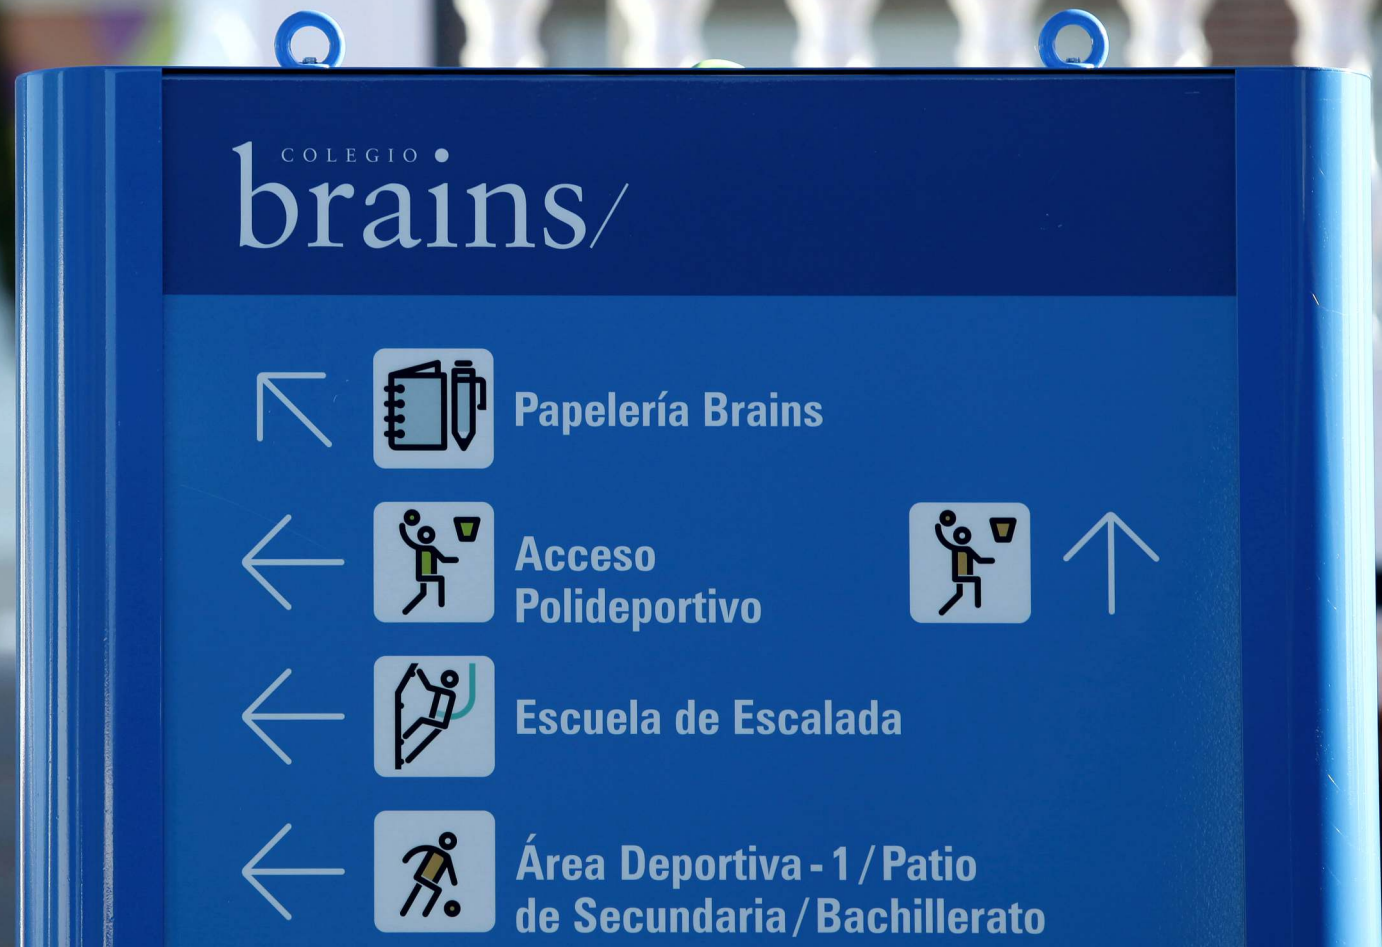 COLEGIO
brains/
Papelería Brains
Acceso
Polideportivo
Escuela de Escalada
Área Deportiva - 1 / Patio
de Secundaria / Bachillerato